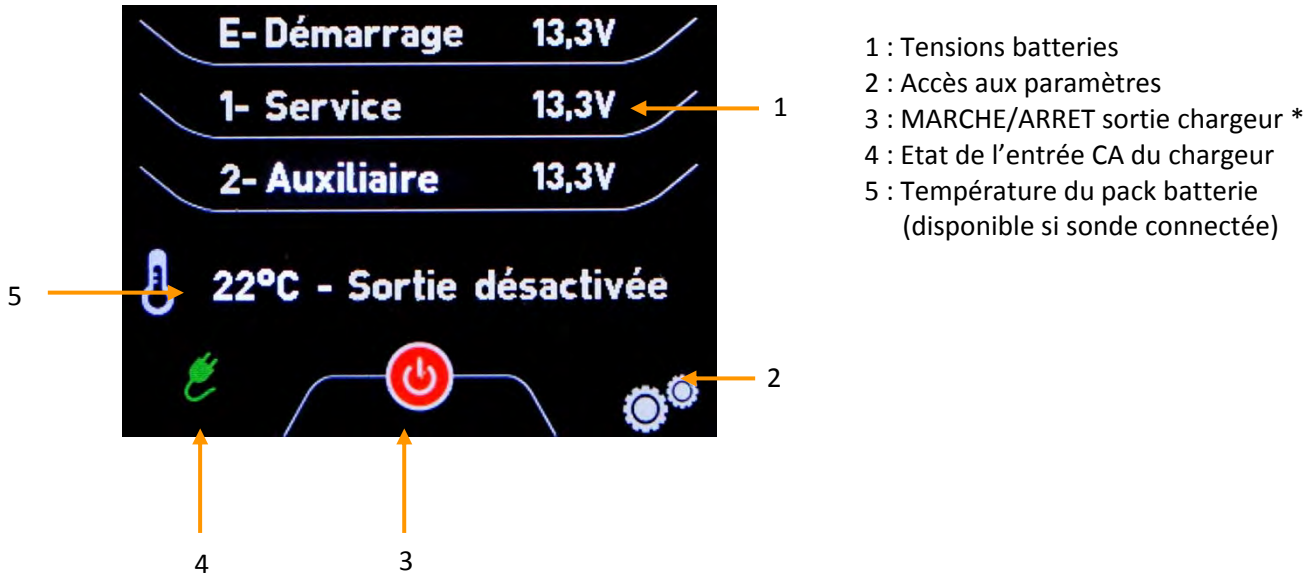 E- Démarrage 13,3V
1- Service 13,3V
2- Auxiliaire 13,3V
22°C - Sortie désactivée
1
2
3
4
5
1 : Tensions batteries
2 : Accès aux paramètres
3 : MARCHE/ARRET sortie chargeur *
4 : Etat de l’entrée CA du chargeur
5 : Température du pack batterie
(disponible si sonde connectée)